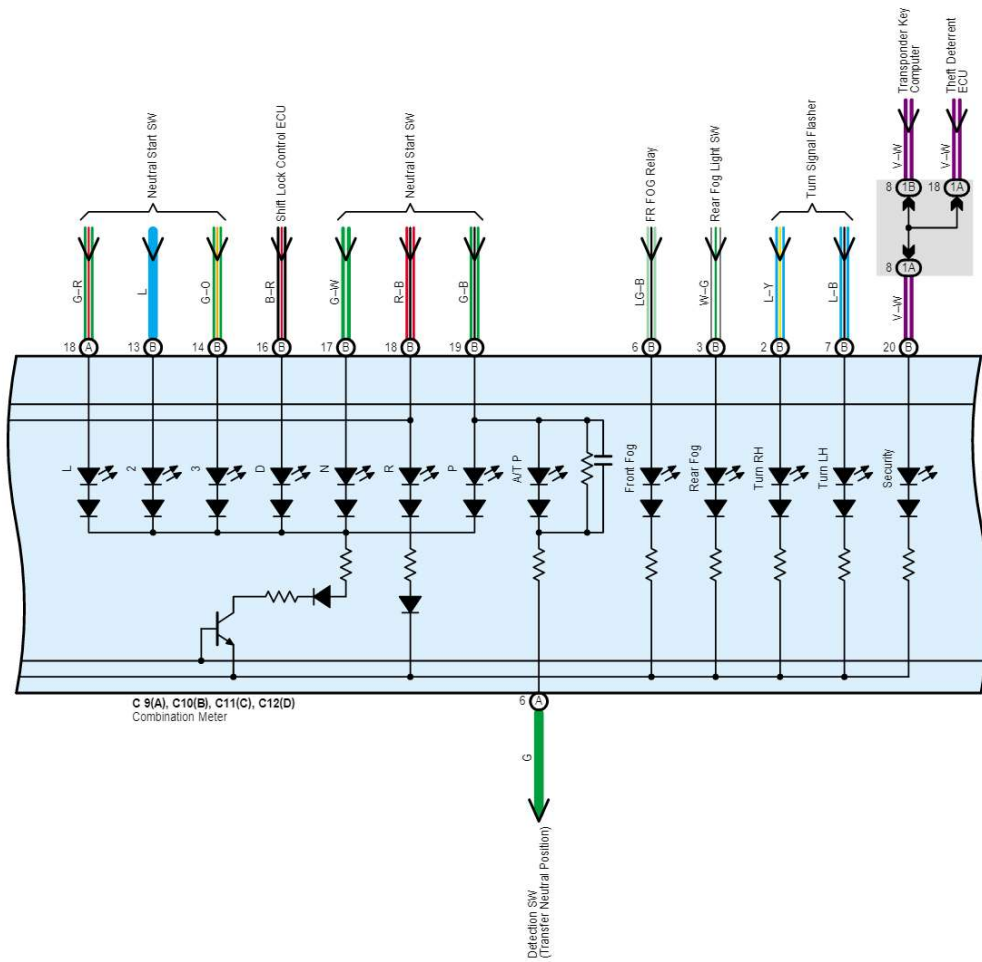 Transponder Key
Computer
Theft Deterrent
ECU
Neutral Start SW
Shift Lock Control ECU
Neutral Start SW
FR FOG Relay
Rear Fog Light SW
Turn Signal Flasher
V–W
V–W
8 1B
18 1A
8 1A
G–R
L
G–O
B–R
G–W
R–B
G–B
LG–B
W–G
L–Y
L–B
V–W
18 A
13 B
14 B
16 B
17 B
18 B
19 B
6 B
3 B
2 B
7 B
20 B
L
2
3
D
N
R
P
A/T P
Front Fog
Rear Fog
Turn RH
Turn LH
Security
C 9(A), C10(B), C11(C), C12(D)
Combination Meter
6 A
G
Detection SW
(Transfer Neutral Position)